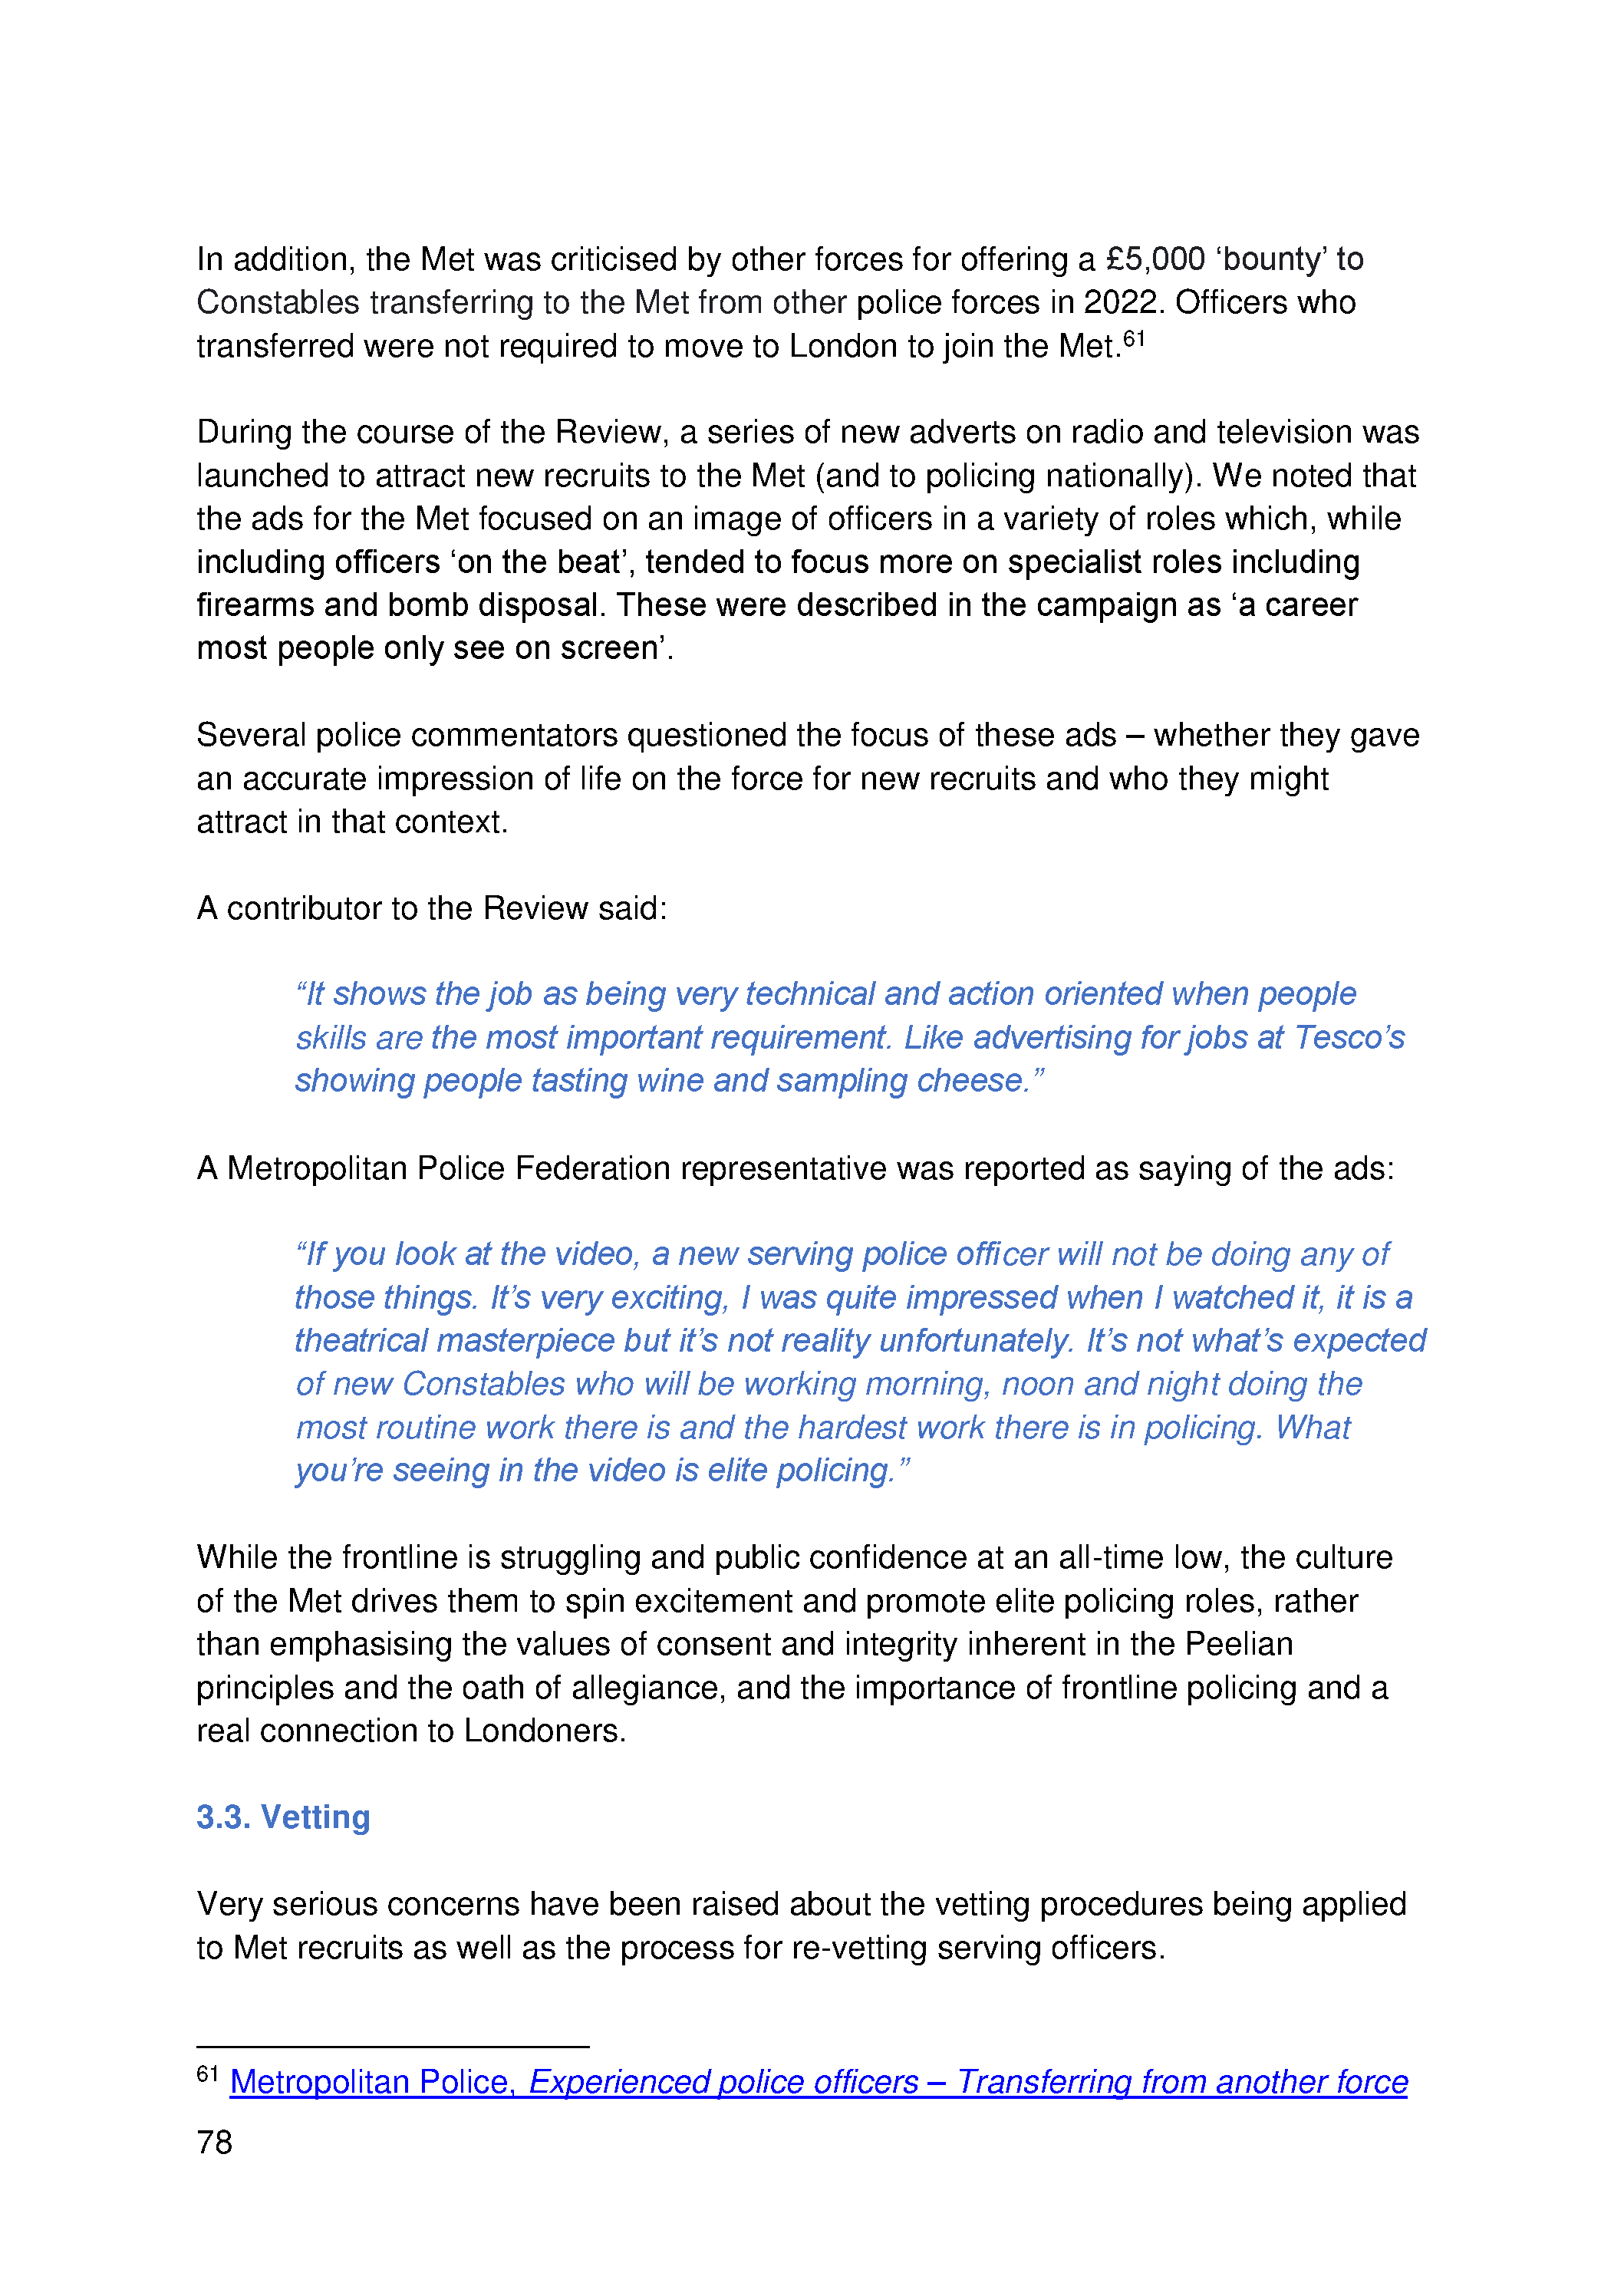 In addition, the Met was criticised by other forces for offering a £5,000 ‘bounty’ to
Constables transferring to the Met from other police forces in 2022. Officers who
transferred were not required to move to London to join the Met.61
During the course of the Review, a series of new adverts on radio and television was
launched to attract new recruits to the Met (and to policing nationally). We noted that
the ads for the Met focused on an image of officers in a variety of roles which, while
including officers ‘on the beat’, tended to focus more on specialist roles including
firearms and bomb disposal. These were described in the campaign as ‘a career
most people only see on screen’.
Several police commentators questioned the focus of these ads – whether they gave
an accurate impression of life on the force for new recruits and who they might
attract in that context.
A contributor to the Review said:
“It shows the job as being very technical and action oriented when people
skills are the most important requirement. Like advertising for jobs at Tesco’s
showing people tasting wine and sampling cheese.”
A Metropolitan Police Federation representative was reported as saying of the ads:
“If you look at the video, a new serving police officer will not be doing any of
those things. It’s very exciting, I was quite impressed when I watched it, it is a
theatrical masterpiece but it’s not reality unfortunately. It’s not what’s expected
of new Constables who will be working morning, noon and night doing the
most routine work there is and the hardest work there is in policing. What
you’re seeing in the video is elite policing.”
While the frontline is struggling and public confidence at an all-time low, the culture
of the Met drives them to spin excitement and promote elite policing roles, rather
than emphasising the values of consent and integrity inherent in the Peelian
principles and the oath of allegiance, and the importance of frontline policing and a
real connection to Londoners.
3.3. Vetting
Very serious concerns have been raised about the vetting procedures being applied
to Met recruits as well as the process for re-vetting serving officers.
61 Metropolitan Police, Experienced police officers – Transferring from another force
78